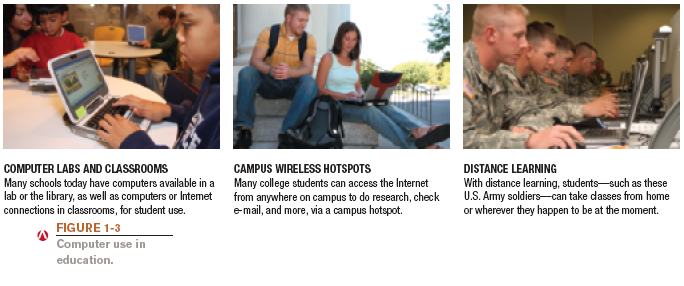 COMPUTER LABS AND CLASSROOMS
Many schools today have computers available in a
lab or the library, as well as computers or Internet
connections in classrooms, for student use.
CAMPUS WIRELESS HOTSPOTS
Many college students can access the Internet
from anywhere on campus to do research, check
e-mail, and more, via a campus hotspot.
DISTANCE LEARNING
With distance learning, students—such as these
U.S. Army soldiers—can take classes from home
or wherever they happen to be at the moment.
FIGURE 1-3
Computer use in
education.